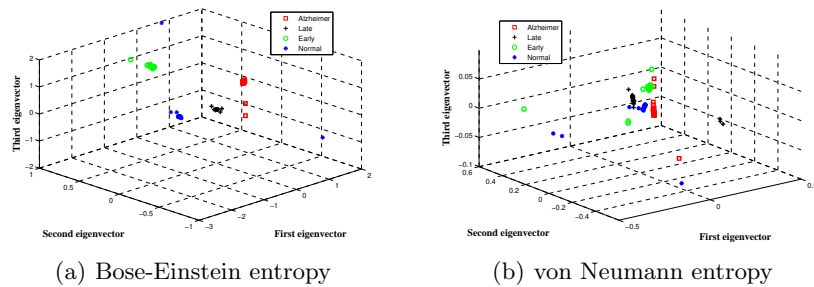 Alzheimer
Late
Early
Normal
2
1
0
−1
−2
Third eigenvector
1
0.5
0
−0.5
−1
Second eigenvector
−3
−2
−1
0
1
2
First eigenvector
(a) Bose-Einstein entropy
Alzheimer
Late
Early
Normal
0.05
0
−0.05
−0.1
Third eigenvector
0.6
0.4
0.2
0
−0.2
−0.4
Second eigenvector
−0.5
0
0.5
First eigenvector
(b) von Neumann entropy